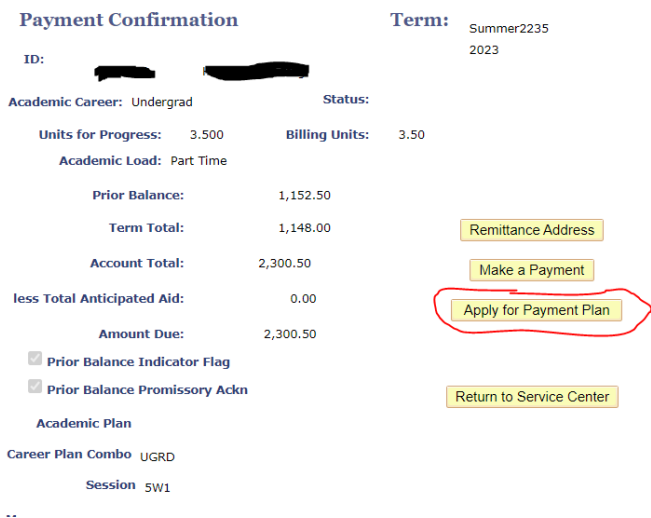 Payment Confirmation Term: Summer2235
2023
ID:
Academic Career: Undergrad Status:
Units for Progress: 3.500 Billing Units: 3.50
Academic Load: Part Time
Prior Balance: 1,152.50
Term Total: 1,148.00 Remittance Address
Account Total: 2,300.50 Make a Payment
less Total Anticipated Aid: 0.00 Apply for Payment Plan
Amount Due: 2,300.50
Prior Balance Indicator Flag
Prior Balance Promissory Ackn Return to Service Center
Academic Plan
Career Plan Combo UGRD
Session 5W1